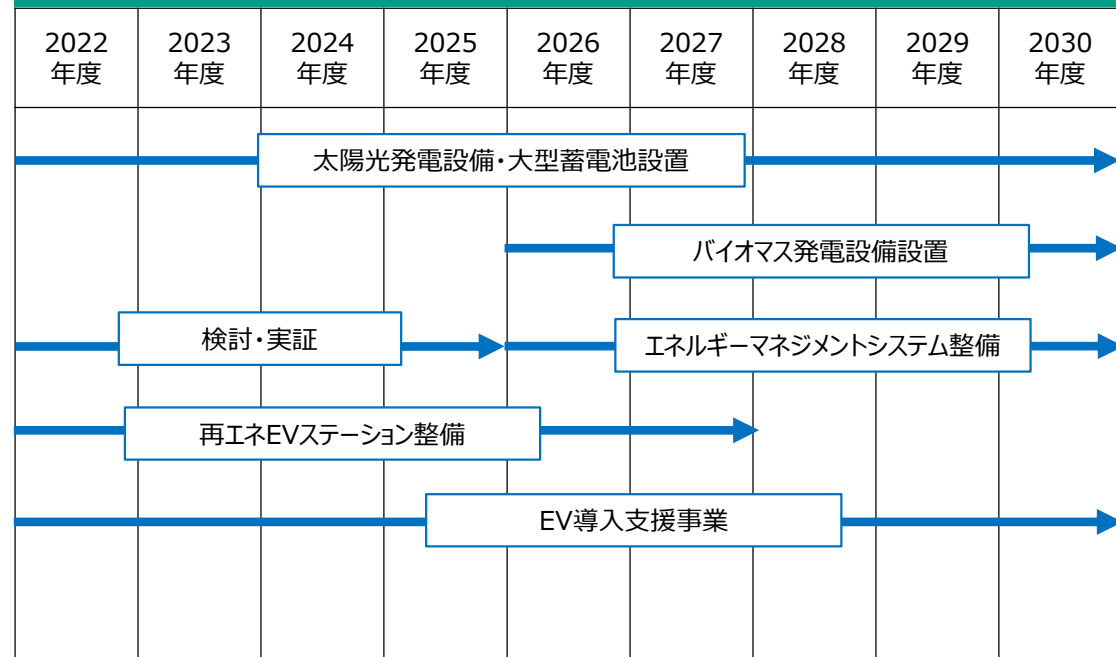 2022
年度
2023
年度
2024
年度
2025
年度
2026
年度
2027
年度
2028
年度
2029
年度
2030
年度
太陽光発電設備・大型蓄電池設置
バイオマス発電設備設置
検討・実証
エネルギーマネジメントシステム整備
再エネEVステーション整備
EV導入支援事業